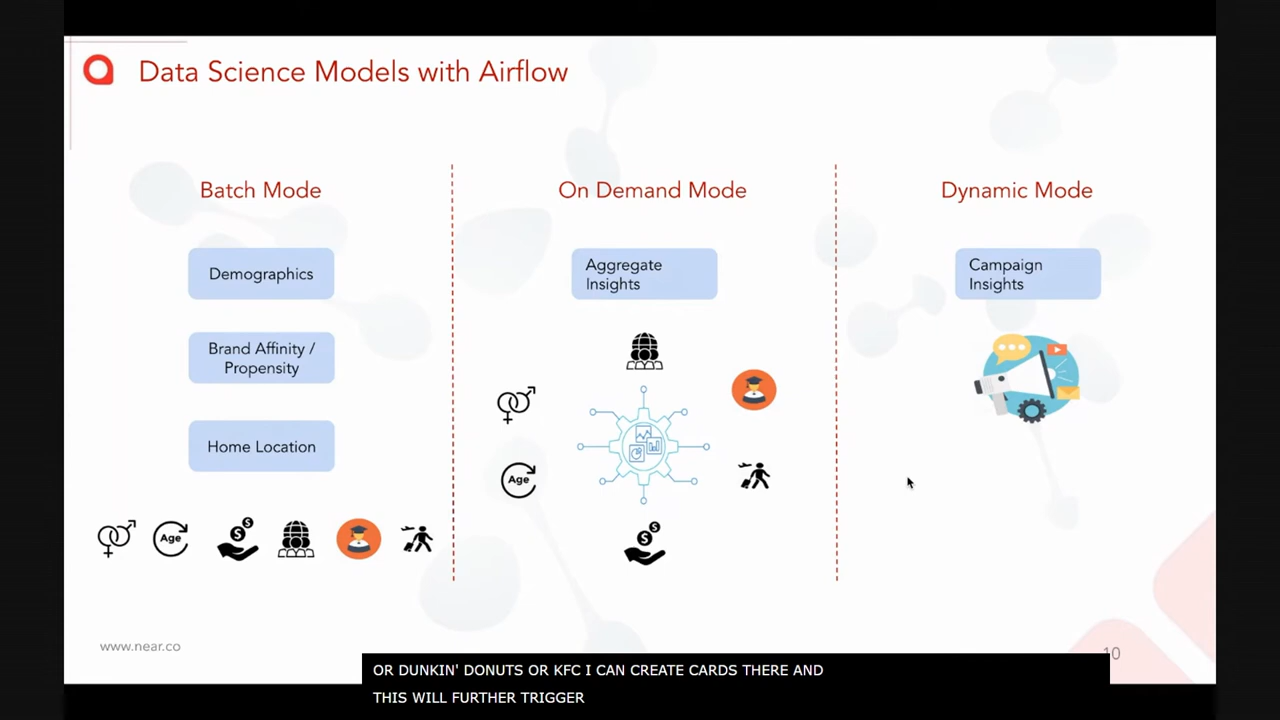 Data Science Models with Airflow
Batch Mode
Demographics
Brand Affinity /
Propensity
Home Location
Age
On Demand Mode
Aggregate
Insights
Age
Dynamic Mode
Campaign
Insights
www.near.co
10
OR DUNKIN' DONUTS OR KFC I CAN CREATE CARDS THERE AND
THIS WILL FURTHER TRIGGER